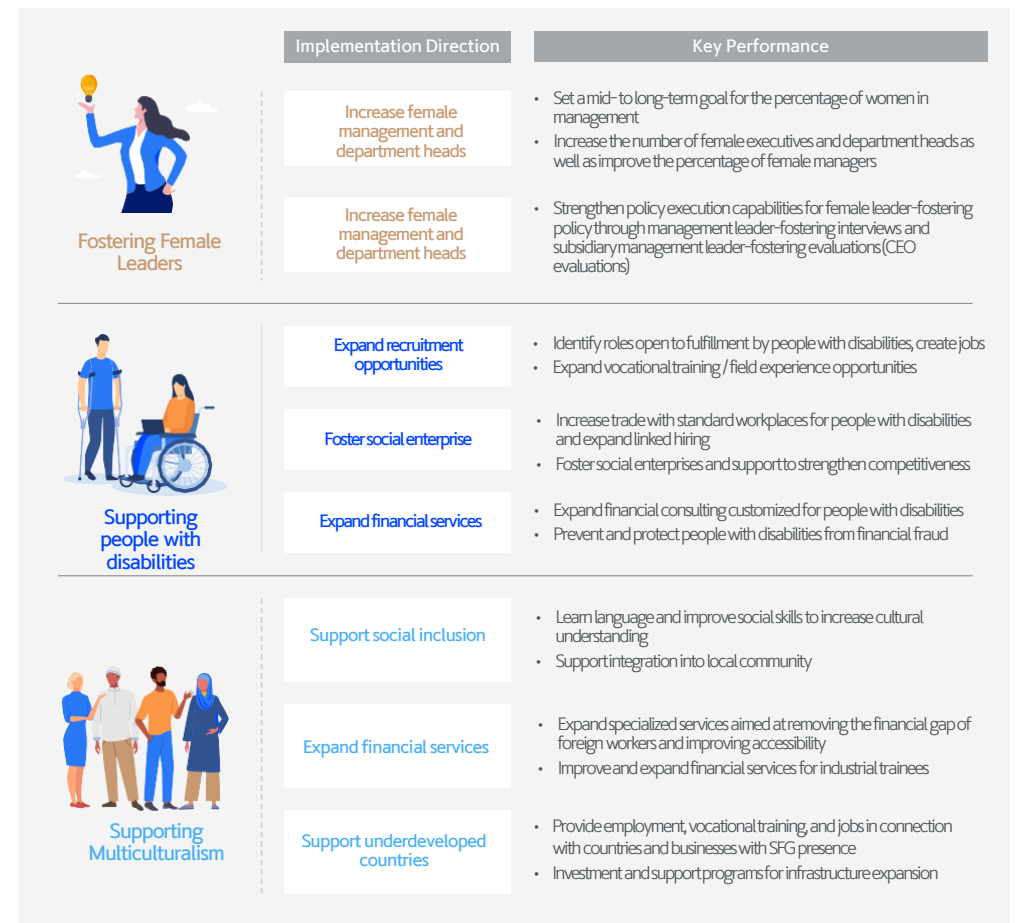 Implementation Direction
Key Performance
Fostering Female
Leaders
Increase female
management and
department heads
• Set a mid- to long-term goal for the percentage of women in
management
• Increase the number of female executives and department heads as
well as improve the percentage of female managers
Increase female
management and
department heads
• Strengthen policy execution capabilities for female leader-fostering
policy through management leader-fostering interviews and
subsidiary management leader-fostering evaluations (CEO
evaluations)
Supporting
people with
disabilities
Expand recruitment
opportunities
• Identify roles open to fulfillment by people with disabilities, create jobs
• Expand vocational training / field experience opportunities
Foster social enterprise
• Increase trade with standard workplaces for people with disabilities
and expand linked hiring
• Foster social enterprises and support to strengthen competitiveness
Expand financial services
• Expand financial consulting customized for people with disabilities
• Prevent and protect people with disabilities from financial fraud
Supporting
Multiculturalism
Support social inclusion
• Learn language and improve social skills to increase cultural
understanding
• Support integration into local community
Expand financial services
• Expand specialized services aimed at removing the financial gap of
foreign workers and improving accessibility
• Improve and expand financial services for industrial trainees
Support underdeveloped
countries
• Provide employment, vocational training, and jobs in connection
with countries and businesses with SFG presence
• Investment and support programs for infrastructure expansion